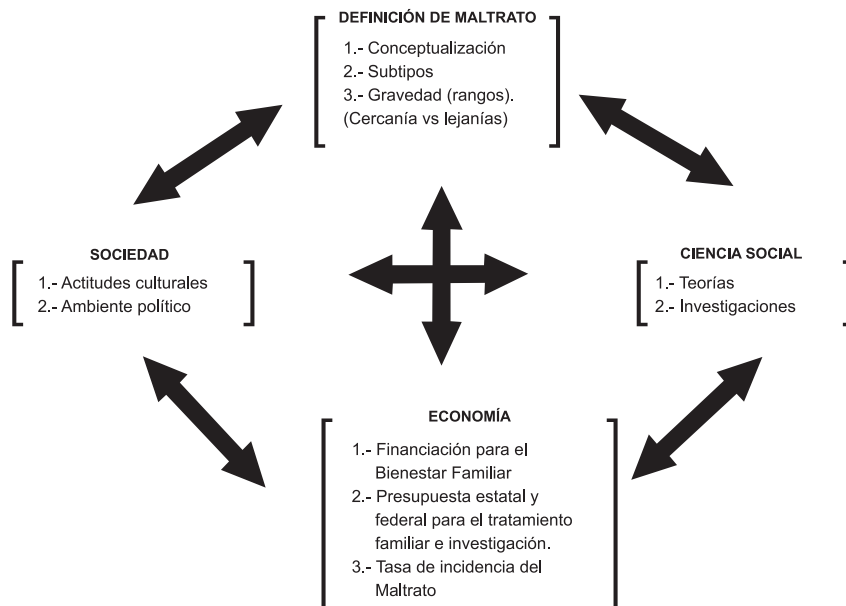 DEFINICIÓN DE MALTRATO
1.- Conceptualización
2.- Subtipos
3.- Gravedad (rangos).
(Cercanía vs lejanías)
SOCIEDAD
1.- Actitudes culturales
2.- Ambiente político
CIENCIA SOCIAL
1.- Teorías
2.- Investigaciones
ECONOMÍA
1.- Financiación para el
Bienestar Familiar
2.- Presupuesta estatal y
federal para el tratamiento
familiar e investigación.
3.- Tasa de incidencia del
Maltrato